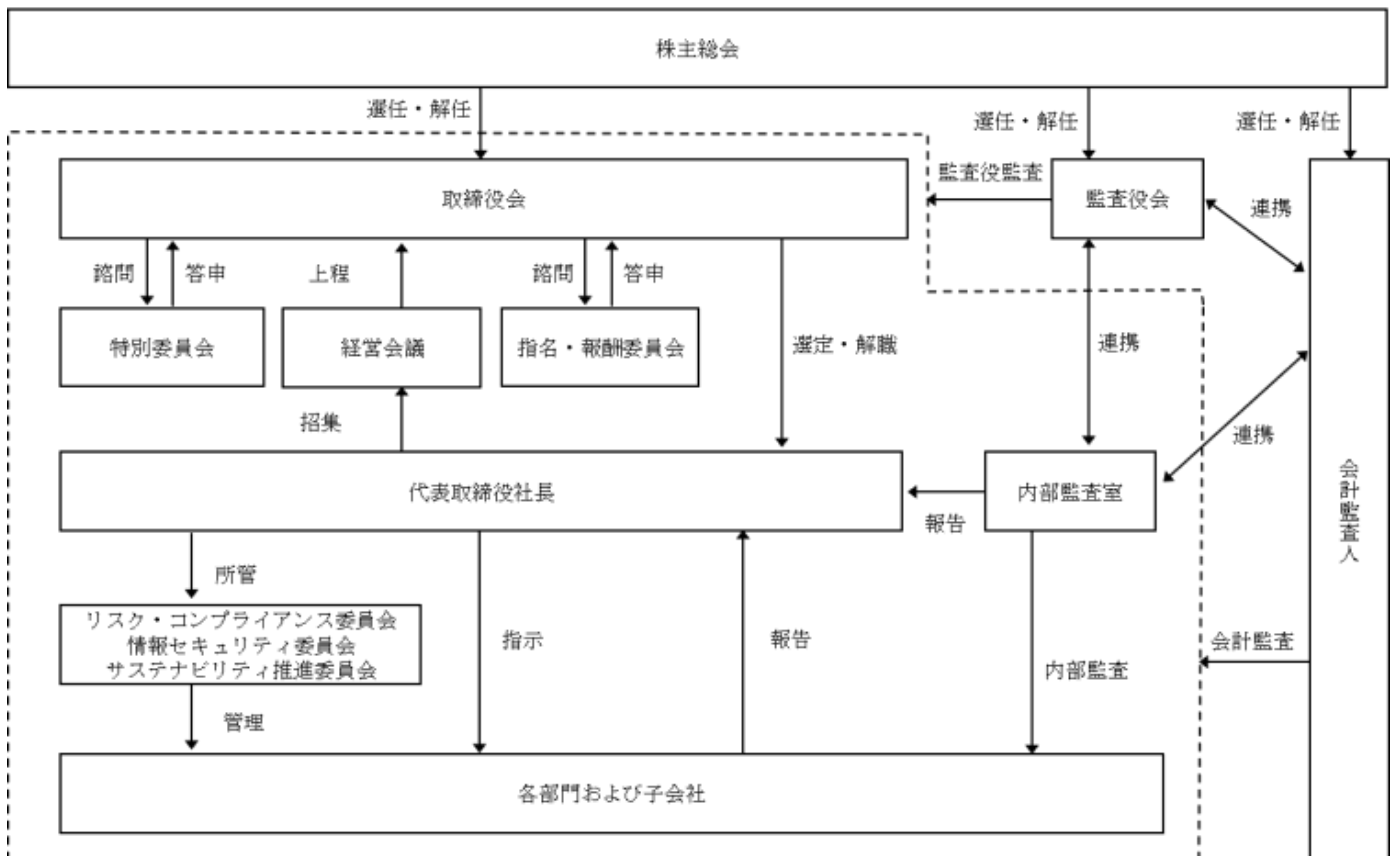 株主総会
選任・解任
選任・解任
選任・解任
取締役会
監査役監査
監査役会
連携
諮問
答申
上程
諮問
答申
特別委員会
経営会議
指名・報酬委員会
選定・解職
連携
招集
連携
代表取締役社長
報告
内部監査室
会計監査人
所管
リスク・コンプライアンス委員会
情報セキュリティ委員会
サステナビリティ推進委員会
指示
報告
内部監査
会計監査
管理
各部門および子会社